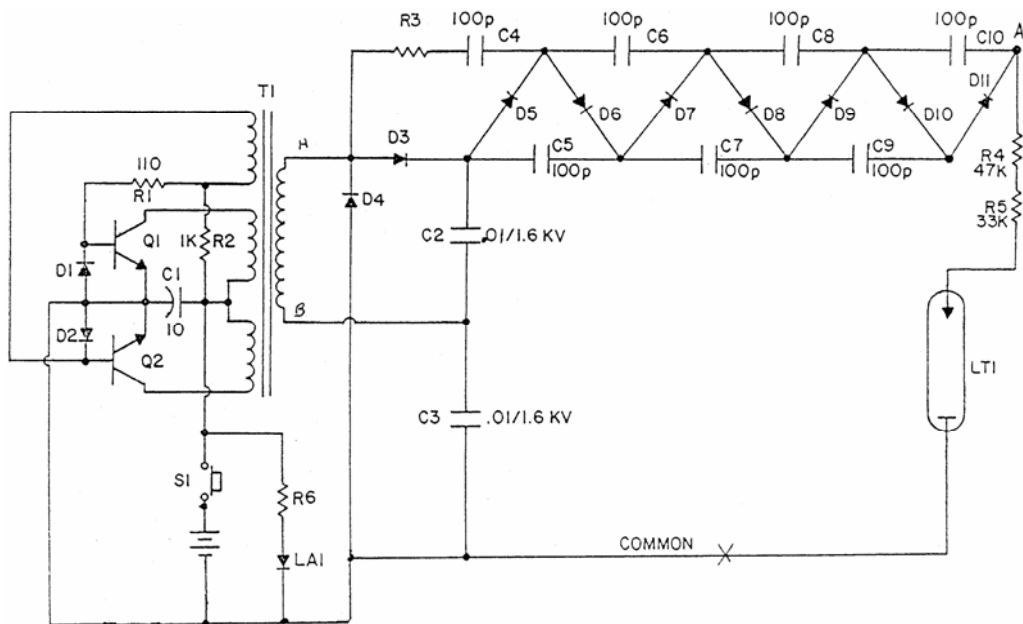 100p
100p
100p
100p
A
R3
C4
C6
C8
C10
T1
D11
D5
D6
D7
D8
D9
D10
A
D3
110
R1
C5
100p
C7
100p
C9
100p
R4
47K
D4
R5
33K
Q1
1K
R2
C2
.01/1.6 KV
D1
C1
10
D2
Q2
B
LT1
C3
.01/1.6 KV
S1
R6
COMMON
LA1